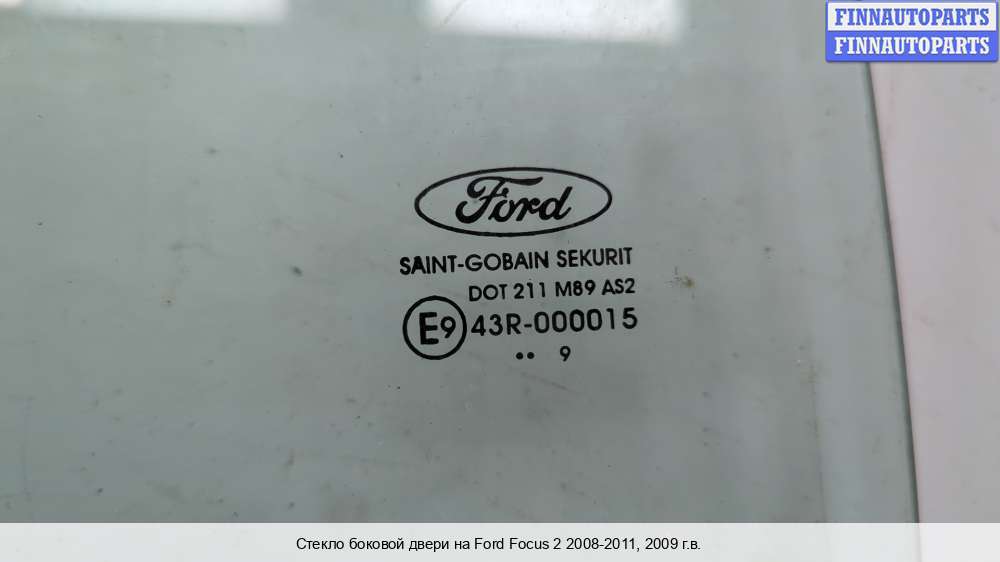 FINNAUTOPARTS
FINNAUTOPARTS
Ford
SAINT-GOBAIN SEKURIT
DOT 211 M89 AS2
E9 43R-000015
•• 9
Стекло боковой двери на Ford Focus 2 2008-2011, 2009 г.в.